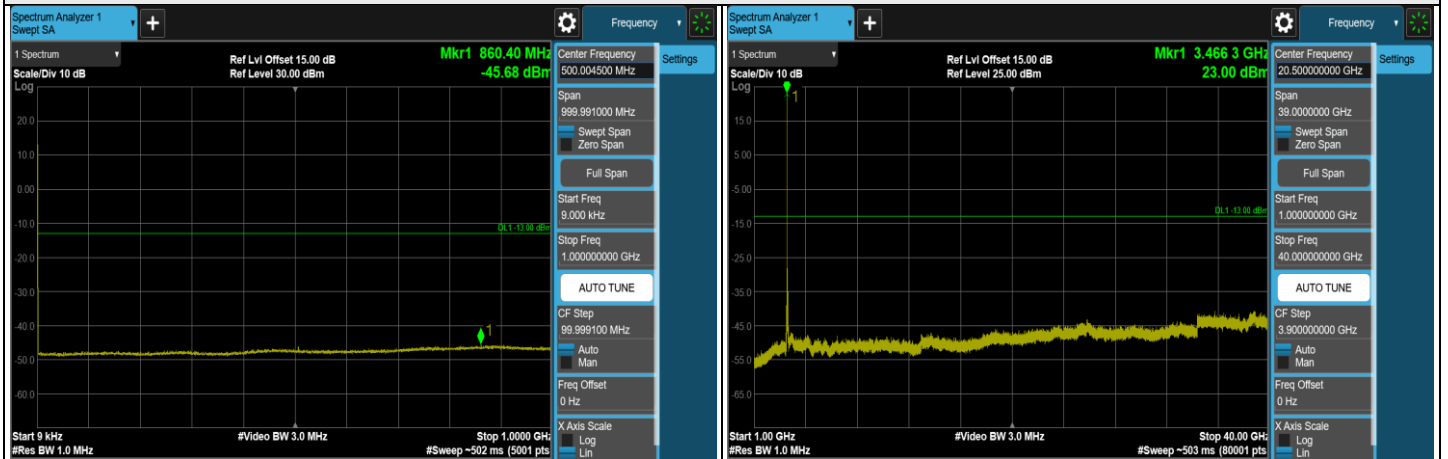 Spectrum Analyzer 1
Swept SA
+
Frequency
1 Spectrum
Scale/Div 10 dB
Log
Ref Lvl Offset 15.00 dB
Ref Level 30.00 dBm
Mkr1 860.40 MHz
-45.68 dBm
20.0
10.0
0.00
-10.0
-20.0
-30.0
-40.0
-50.0
-60.0
DL1 -13.00 dBm
1
Start 9 kHz
#Res BW 1.0 MHz
#Video BW 3.0 MHz
Stop 1.0000 GHz
#Sweep ~502 ms (5001 pts
Center Frequency
500.004500 MHz
Span
999.991000 MHz
Swept Span
Zero Span
Full Span
Start Freq
9.000 kHz
Stop Freq
1.000000000 GHz
AUTO TUNE
CF Step
99.999100 MHz
Auto
Man
Freq Offset
0 Hz
X Axis Scale
Log
Lin
Settings
Spectrum Analyzer 1
Swept SA
+
Frequency
1 Spectrum
Scale/Div 10 dB
Log
Ref Lvl Offset 15.00 dB
Ref Level 25.00 dBm
Mkr1 3.466 3 GHz
23.00 dBm
1
15.0
5.00
-5.00
-15.0
-25.0
-35.0
-45.0
-55.0
-65.0
DL1 -13.00 dBm
Start 1.00 GHz
#Res BW 1.0 MHz
#Video BW 3.0 MHz
Stop 40.00 GHz
#Sweep ~503 ms (80001 pts
Center Frequency
20.500000000 GHz
Span
39.0000000 GHz
Swept Span
Zero Span
Full Span
Start Freq
1.000000000 GHz
Stop Freq
40.000000000 GHz
AUTO TUNE
CF Step
3.900000000 GHz
Auto
Man
Freq Offset
0 Hz
X Axis Scale
Log
Lin
Settings